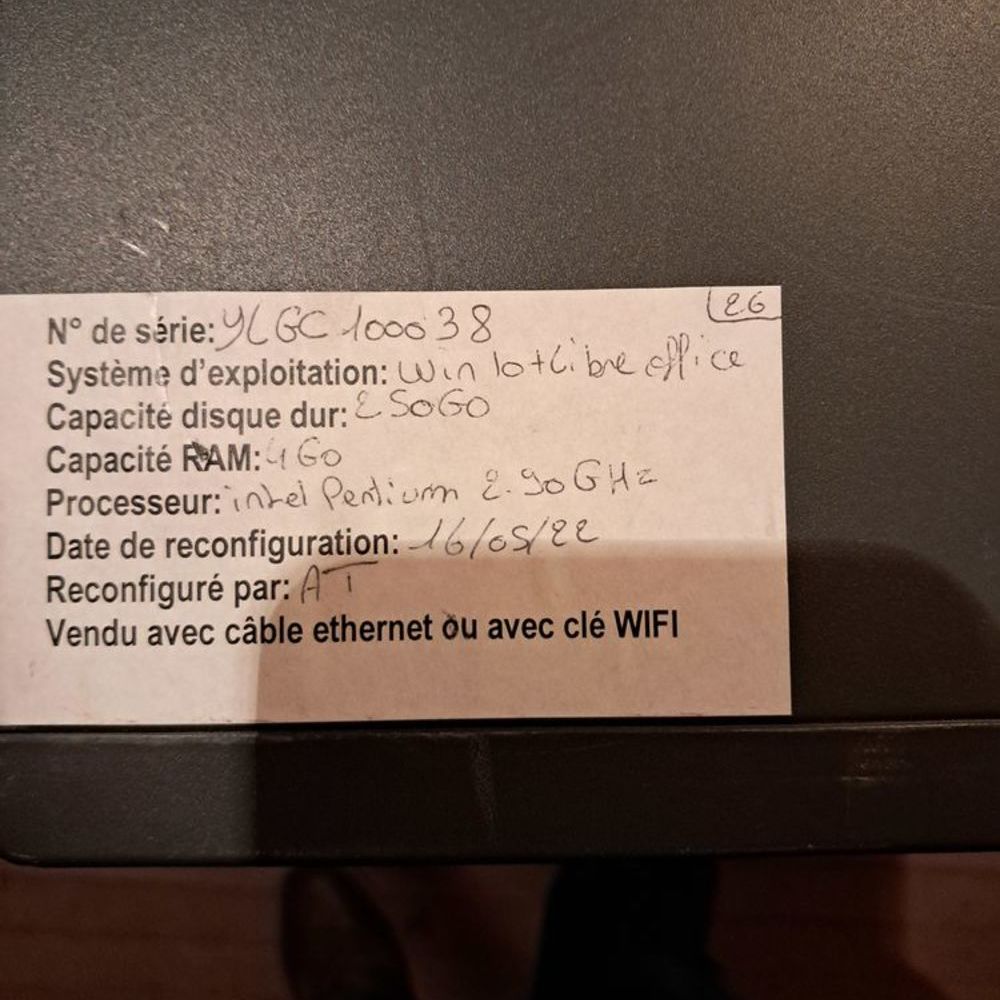 26
N° de série: YLGC100038
Système d'exploitation: Win 10+Libre office
Capacité disque dur: 250GO
Capacité RAM: 4GO
Processeur: intel Pentium 2.90GHz
Date de reconfiguration: 16/05/22
Reconfiguré par: AT
Vendu avec câble ethernet ou avec clé WIFI